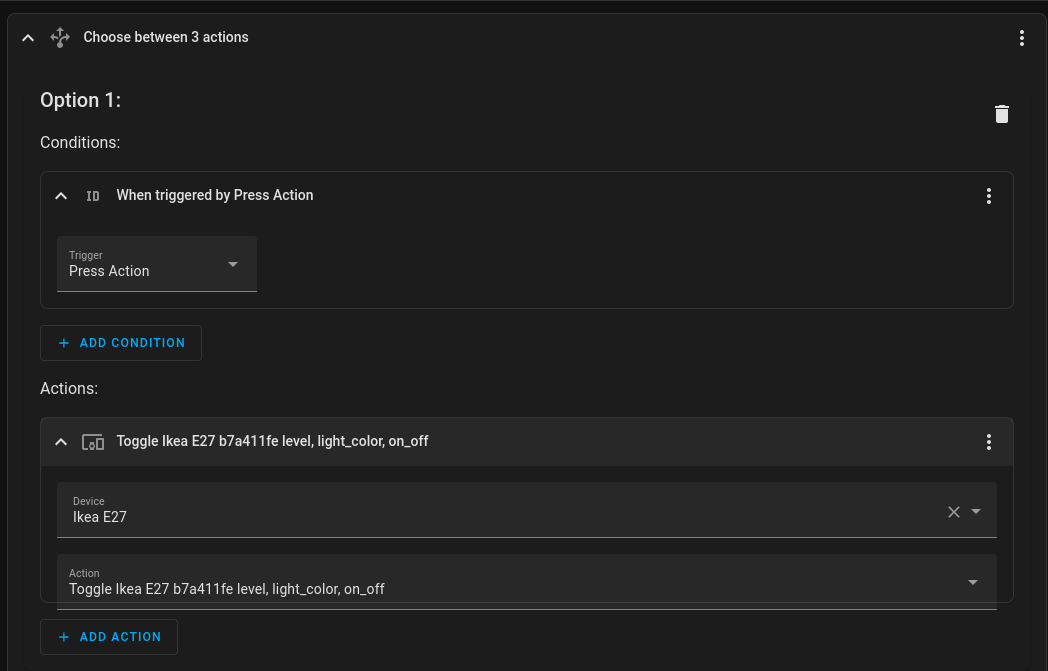 Choose between 3 actions
Option 1:
Conditions:
ID When triggered by Press Action
Trigger
Press Action
+ ADD CONDITION
Actions:
Toggle Ikea E27 b7a411fe level, light_color, on_off
Device
Ikea E27
Action
Toggle Ikea E27 b7a411fe level, light_color, on_off
+ ADD ACTION